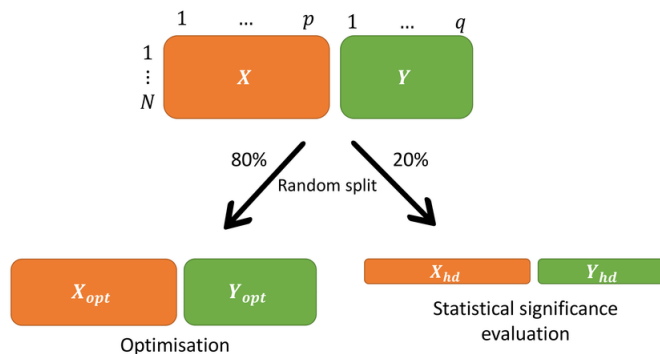 1 … p 1 … q
1
⋮
N
X Y
80% 20%
Random split
X_opt Y_opt X_hd Y_hd
Optimisation
Statistical significance
evaluation